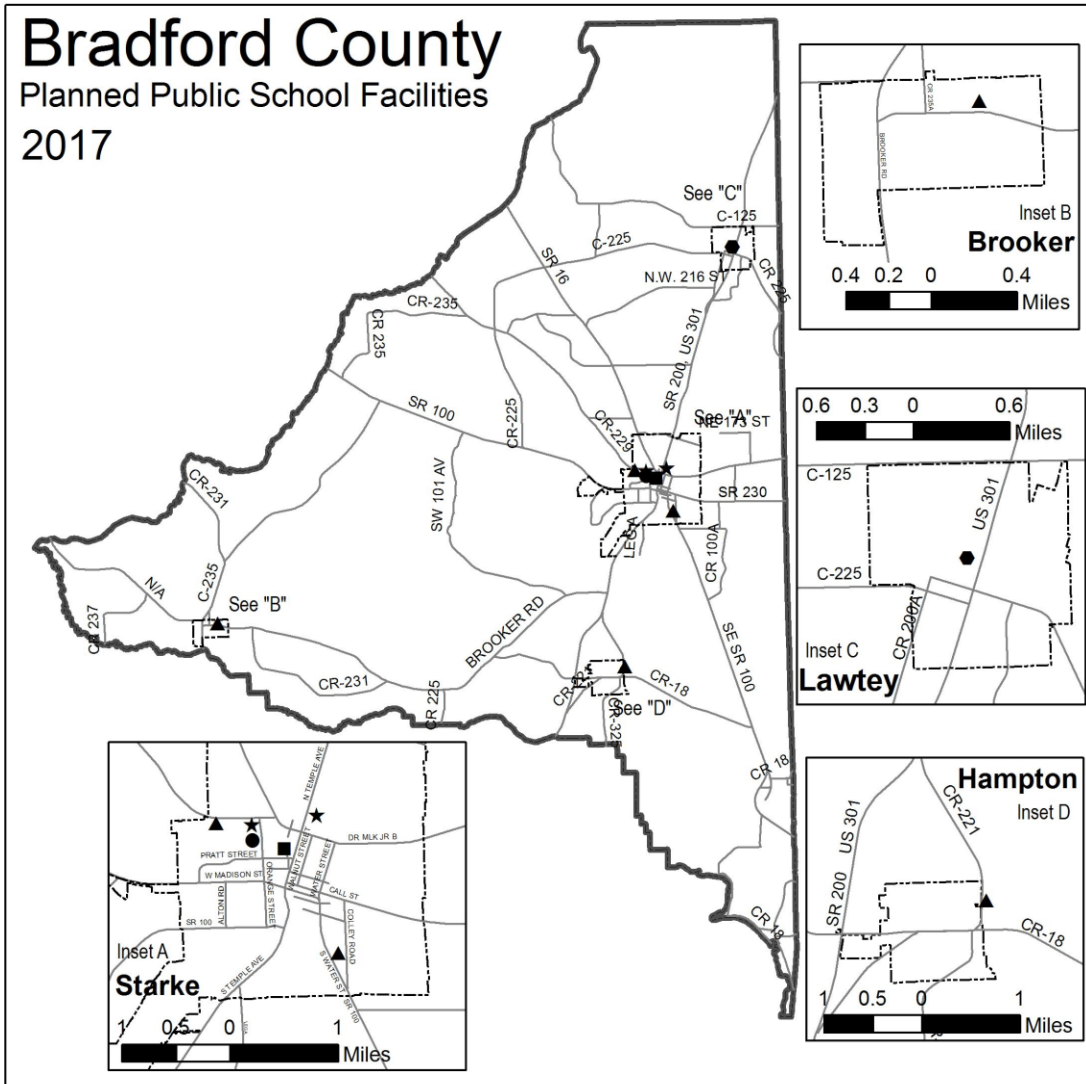 Bradford County
Planned Public School Facilities
2017
See "C"
C-125
C-225
SR 16
N.W. 216 ST
CR 225
CR-235
CR 235
SR 200, US 301
SR 100
CR-225
CR-229
See "A"
NE 173 ST
SW 101 AV
SR 230
CR 100A
CR-231
N/A
C-235
CR 237
See "B"
BROOKER RD
SE SR 100
CR-231
CR 225
CR-18
See "D"
CR-325
CR 18
CR 18
CR 235A
BROOKER RD
Inset B
Brooker
0.4 0.2 0 0.4
Miles
0.6 0.3 0 0.6
Miles
C-125
US 301
C-225
CR 200A
Inset C
Lawtey
Hampton
Inset D
US 301
CR-221
SR 200
CR-18
1 0.5 0 1
Miles
N TEMPLE AVE
DR MLK JR B
WALNUT STREET
WATER STREET
PRATT STREET
W MADISON ST
ORANGE STREET
CALL ST
ALTON RD
SR 100
COLLEY ROAD
Inset A
Starke
S TEMPLE AVE
S WATER ST
SR 100
1 0.5 0 1
Miles